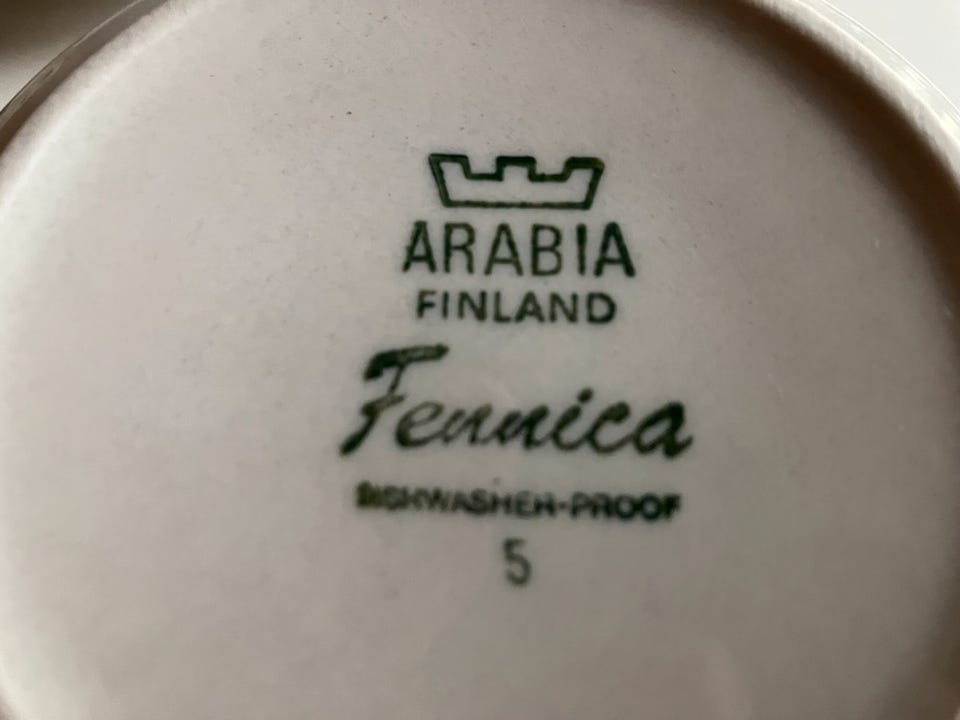 ARABIA
FINLAND
Fennica
DISHWASHER-PROOF
5